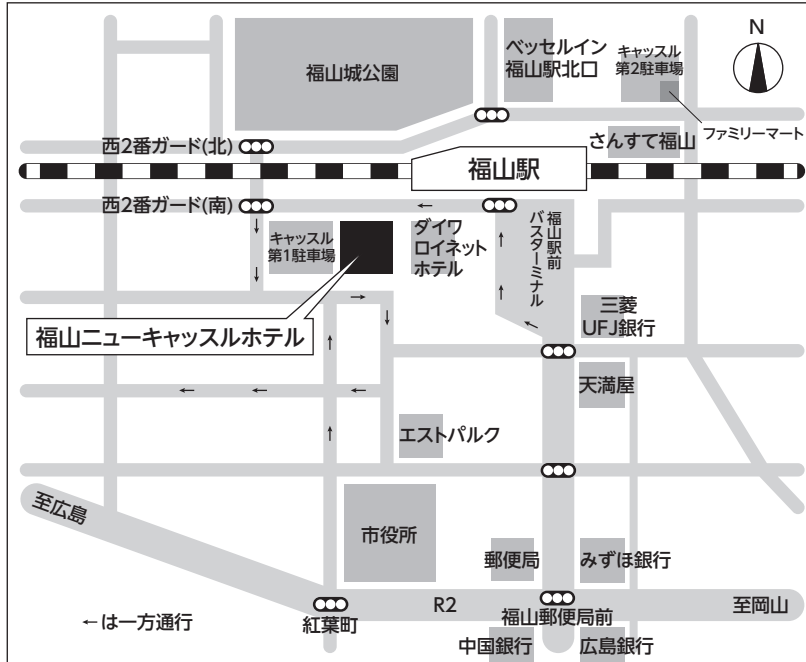 N
福山城公園
ベッセルイン
福山駅北口
キャッスル
第2駐車場
ファミリーマート
さんすて福山
西2番ガード(北)
福山駅
西2番ガード(南)
キャッスル
第1駐車場
ダイワ
ロイネット
ホテル
福山駅前
バスターミナル
三菱
UFJ銀行
福山ニューキャッスルホテル
天満屋
エストパルク
至広島
市役所
郵便局
みずほ銀行
R2
福山郵便局前
至岡山
←は一方通行
紅葉町
中国銀行
広島銀行